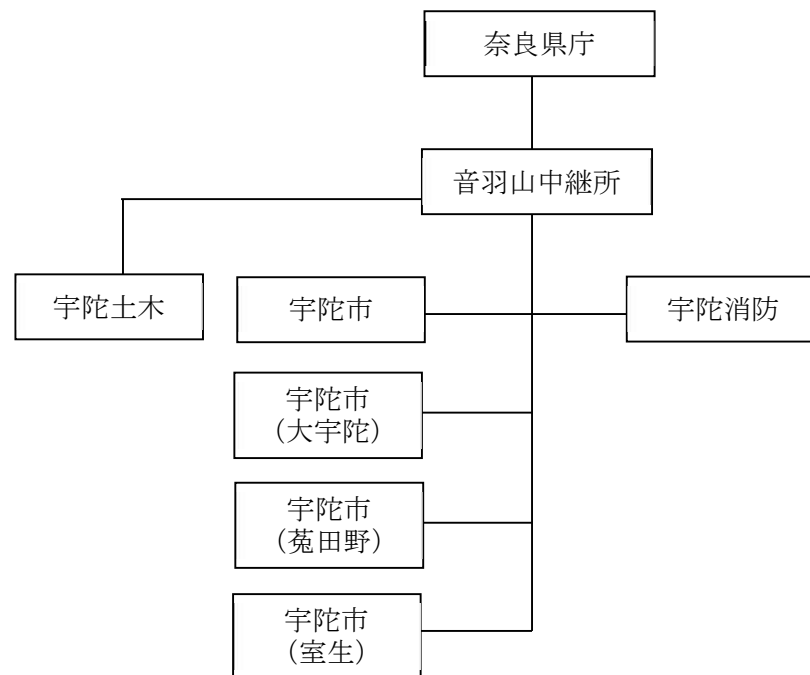 奈良県庁
音羽山中継所
宇陀土木
宇陀市
宇陀消防
宇陀市
（大宇陀）
宇陀市
（菟田野）
宇陀市
（室生）